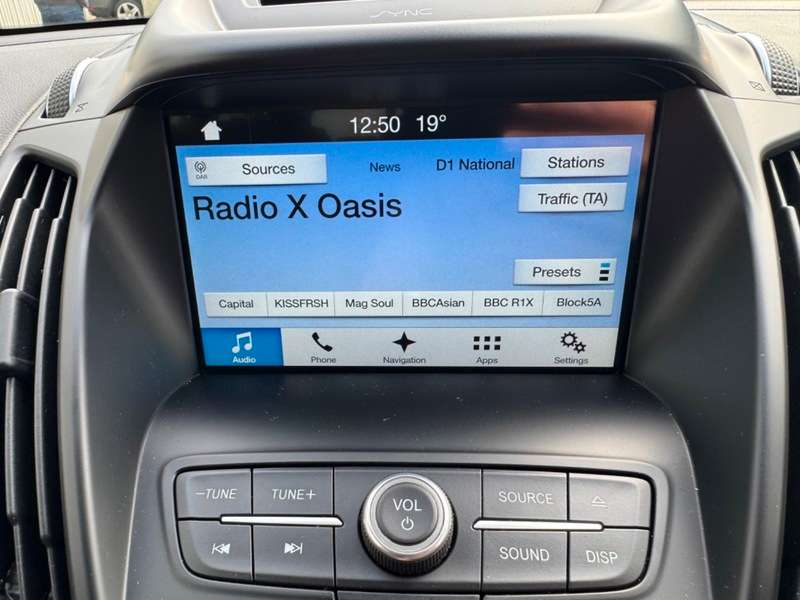 SYNC
12:50 19°
DAB Sources News D1 National Stations
Radio X Oasis
Traffic (TA)
Presets
Capital KISSFRSH Mag Soul BBCAsian BBC R1X Block5A
Audio Phone Navigation Apps Settings
-TUNE TUNE+ VOL SOURCE
SOUND DISP